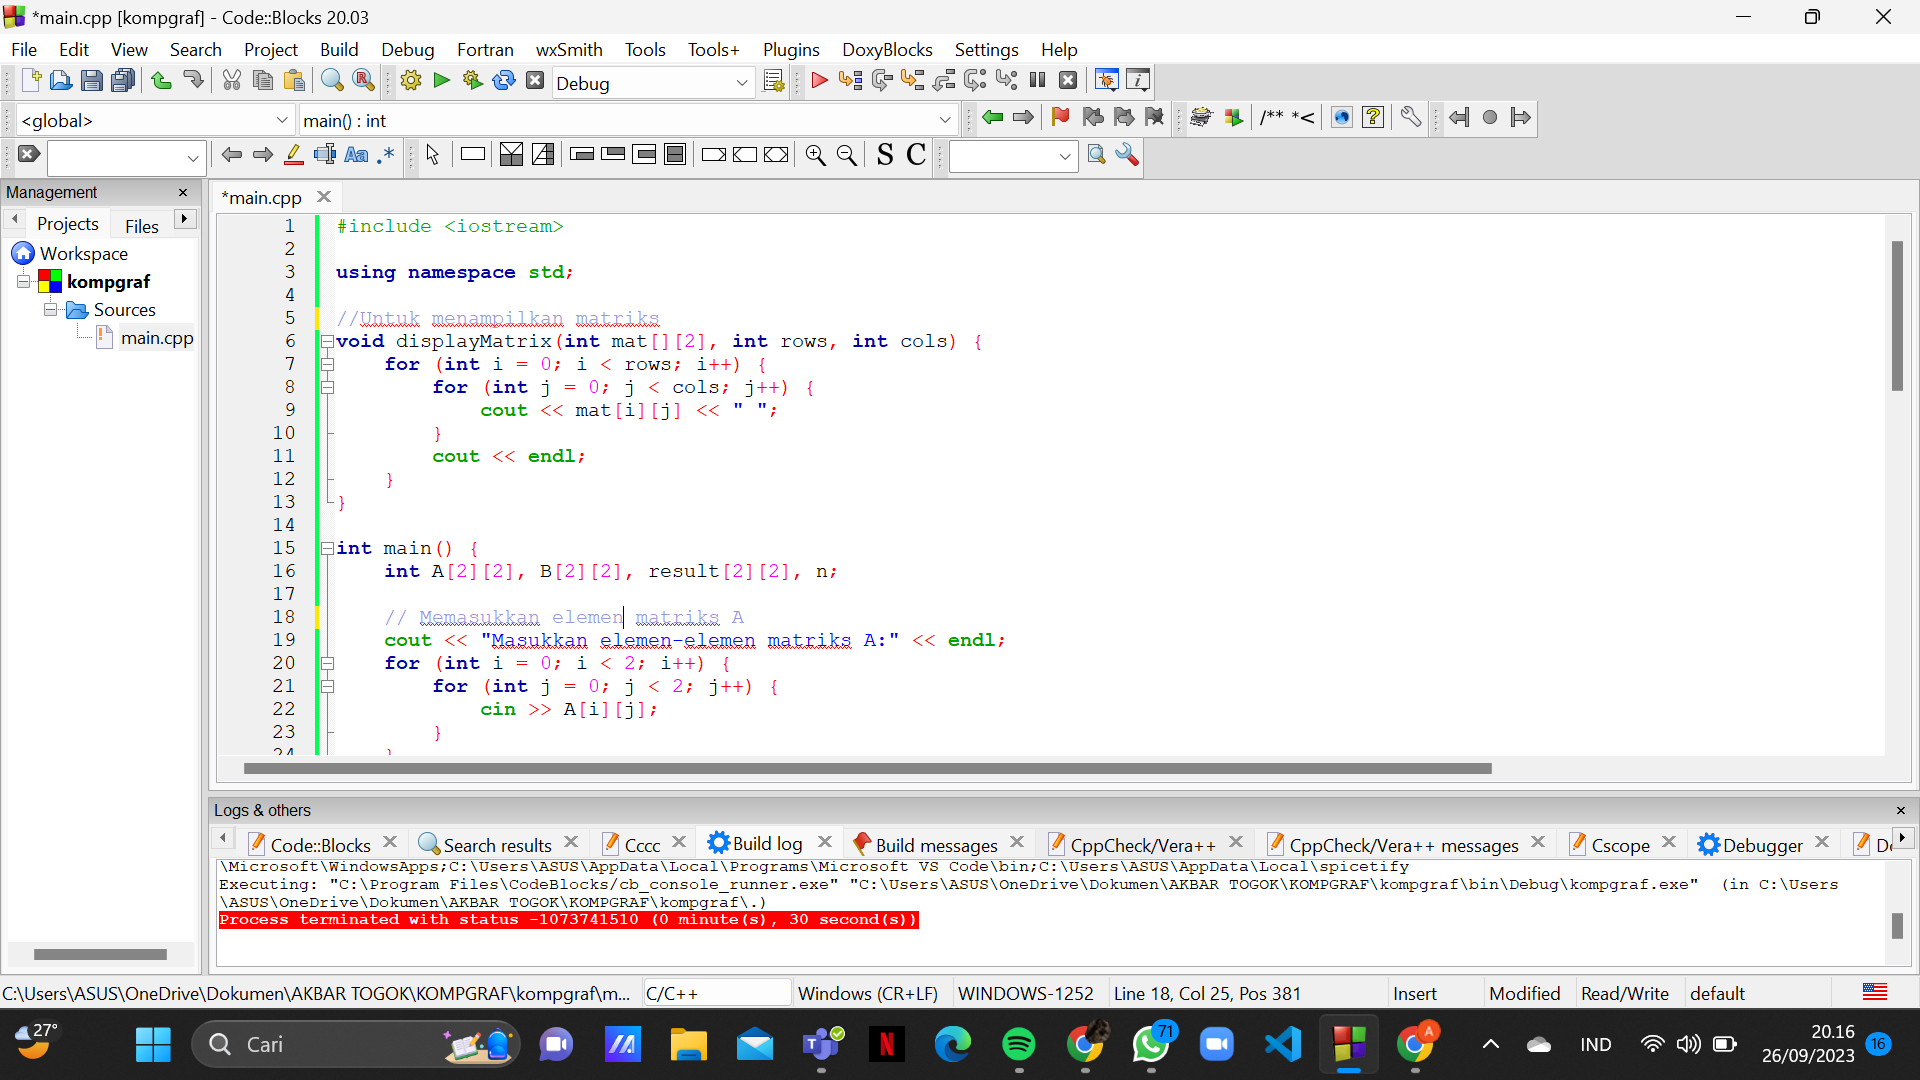 *main.cpp [kompgraf] - Code::Blocks 20.03
File Edit View Search Project Build Debug Fortran wxSmith Tools Tools+ Plugins DoxyBlocks Settings Help
Debug
<global> main() : int
/** *<
Aa .* S C
Management
Projects Files
Workspace
kompgraf
Sources
main.cpp
*main.cpp
1 #include <iostream>
2
3 using namespace std;
4
5 //Untuk menampilkan matriks
6 void displayMatrix(int mat[][2], int rows, int cols) {
7 for (int i = 0; i < rows; i++) {
8 for (int j = 0; j < cols; j++) {
9 cout << mat[i][j] << " ";
10 }
11 cout << endl;
12 }
13 }
14
15 int main() {
16 int A[2][2], B[2][2], result[2][2], n;
17
18 // Memasukkan elemen matriks A
19 cout << "Masukkan elemen-elemen matriks A:" << endl;
20 for (int i = 0; i < 2; i++) {
21 for (int j = 0; j < 2; j++) {
22 cin >> A[i][j];
23 }
24 }
Logs & others
Code::Blocks Search results Cccc Build log Build messages CppCheck/Vera++ CppCheck/Vera++ messages Cscope Debugger
\Microsoft\WindowsApps;C:\Users\ASUS\AppData\Local\Programs\Microsoft VS Code\bin;C:\Users\ASUS\AppData\Local\spicetify
Executing: "C:\Program Files\CodeBlocks/cb_console_runner.exe" "C:\Users\ASUS\OneDrive\Dokumen\AKBAR TOGOK\KOMPGRAF\kompgraf\bin\Debug\kompgraf.exe"  (in C:\Users
\ASUS\OneDrive\Dokumen\AKBAR TOGOK\KOMPGRAF\kompgraf\.)
Process terminated with status -1073741510 (0 minute(s), 30 second(s))
C:\Users\ASUS\OneDrive\Dokumen\AKBAR TOGOK\KOMPGRAF\kompgraf\m... C/C++ Windows (CR+LF) WINDOWS-1252 Line 18, Col 25, Pos 381 Insert Modified Read/Write default
27° Cari 71 A IND 20.16
26/09/2023 16